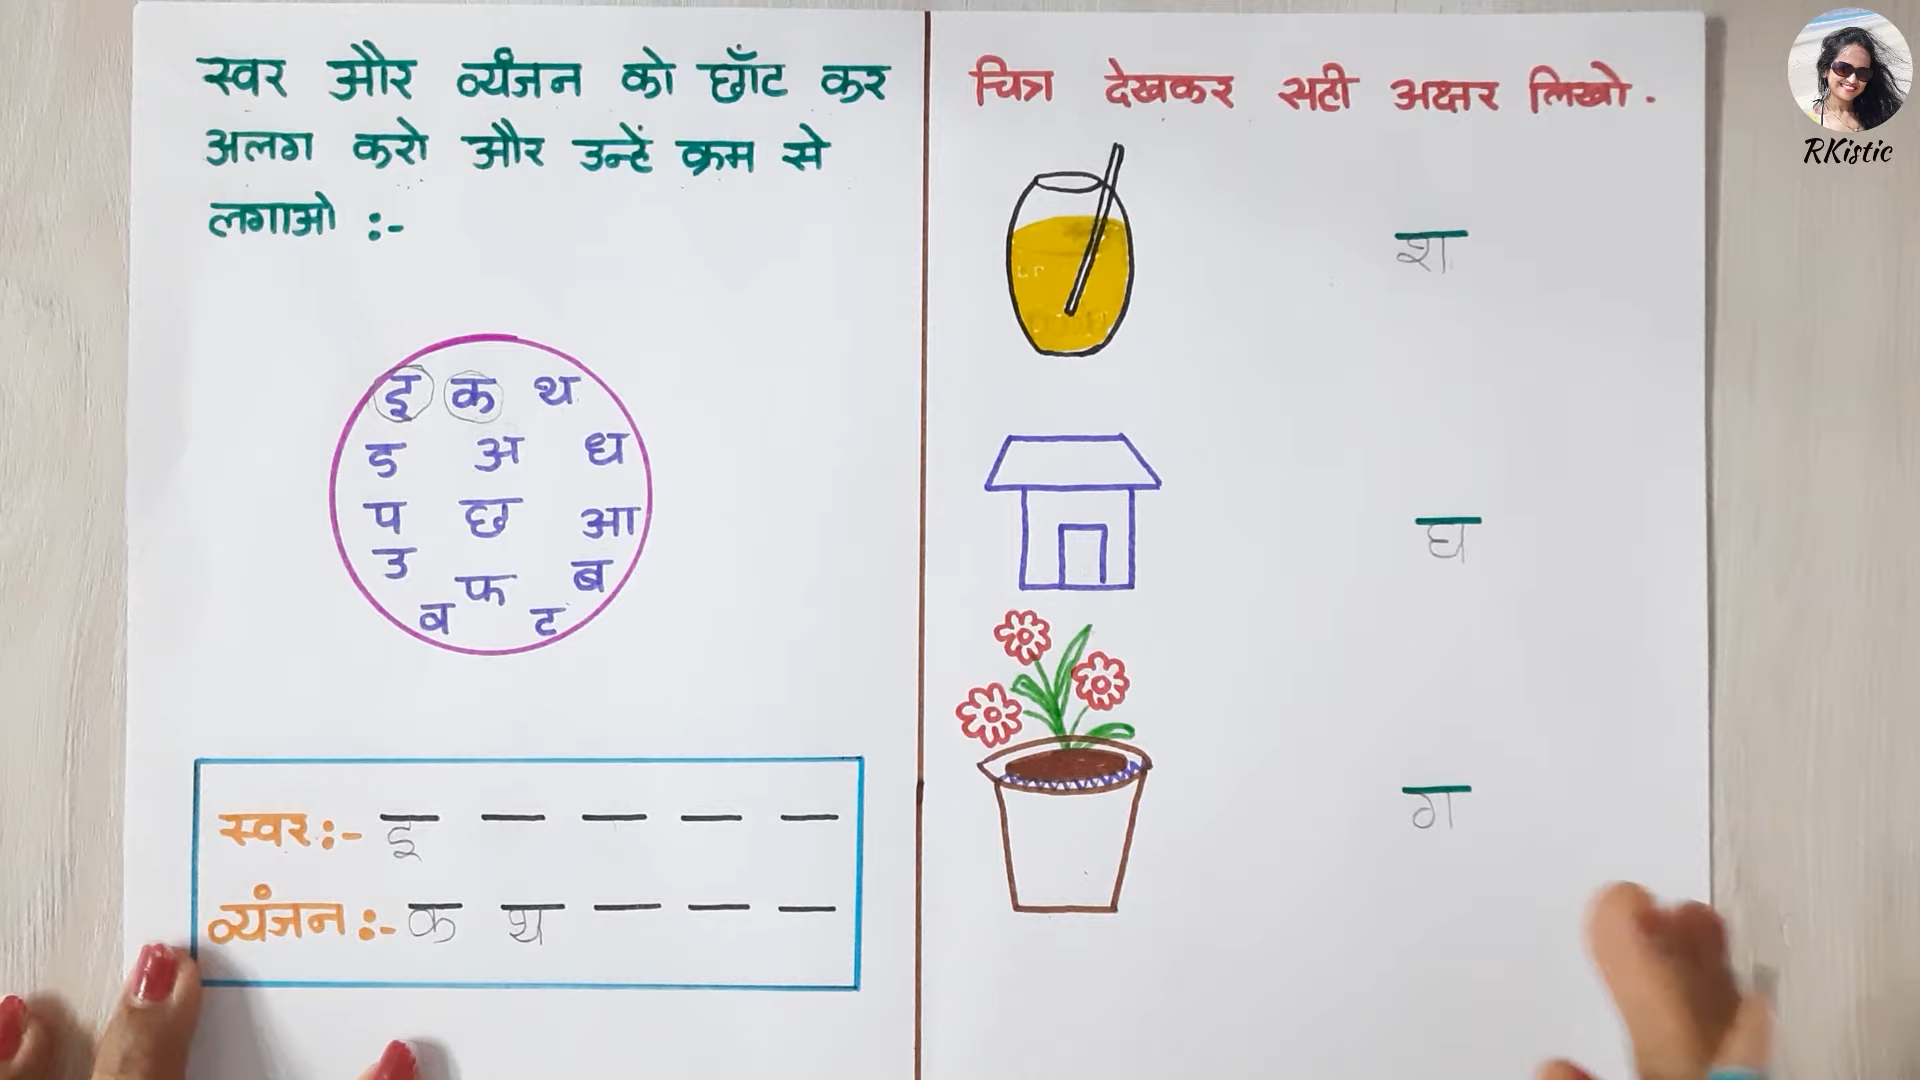 स्वर और व्यंजन को छाँट कर
अलग करो और उन्हें क्रम से
लगाओ :-
इ क थ
ड अ ध
प छ आ
उ फ ब
व ट
स्वर :- इ
व्यंजन :- क थ
चित्र देखकर सही अक्षर लिखो .
श
घ
ग
RKistic